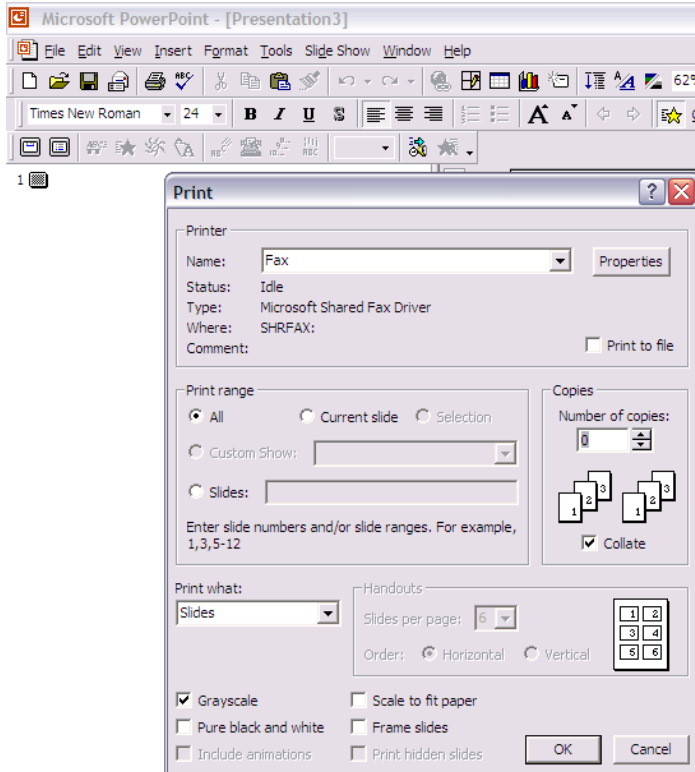 Microsoft PowerPoint - [Presentation3]
File Edit View Insert Format Tools Slide Show Window Help
62%
Times New Roman 24 B I U S A A
1
Print
Printer
Name: Fax Properties
Status: Idle
Type: Microsoft Shared Fax Driver
Where: SHRFAX:
Comment: Print to file
Print range
All Current slide Selection
Custom Show:
Slides:
Enter slide numbers and/or slide ranges. For example,
1,3,5-12
Copies
Number of copies:
0
1 2 3 1 2 3
Collate
Print what:
Slides
Handouts
Slides per page: 6
Order: Horizontal Vertical
1 2
3 4
5 6
Grayscale Scale to fit paper
Pure black and white Frame slides
Include animations Print hidden slides
OK Cancel